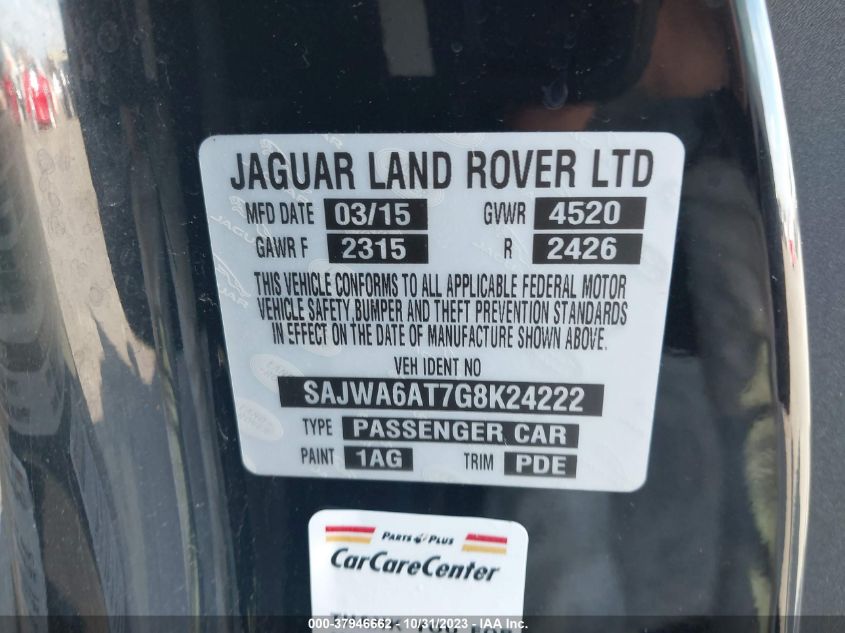 JAGUAR LAND ROVER LTD
MFD DATE 03/15 GVWR 4520
GAWR F 2315 R 2426
THIS VEHICLE CONFORMS TO ALL APPLICABLE FEDERAL MOTOR
VEHICLE SAFETY,BUMPER AND THEFT PREVENTION STANDARDS
IN EFFECT ON THE DATE OF MANUFACTURE SHOWN ABOVE.
VEH IDENT NO
SAJWA6AT7G8K24222
TYPE PASSENGER CAR
PAINT 1AG TRIM PDE
PARTS PLUS
CarCareCenter
THANK YOU FOR
000-37946662 - 10/31/2023 - IAA Inc.